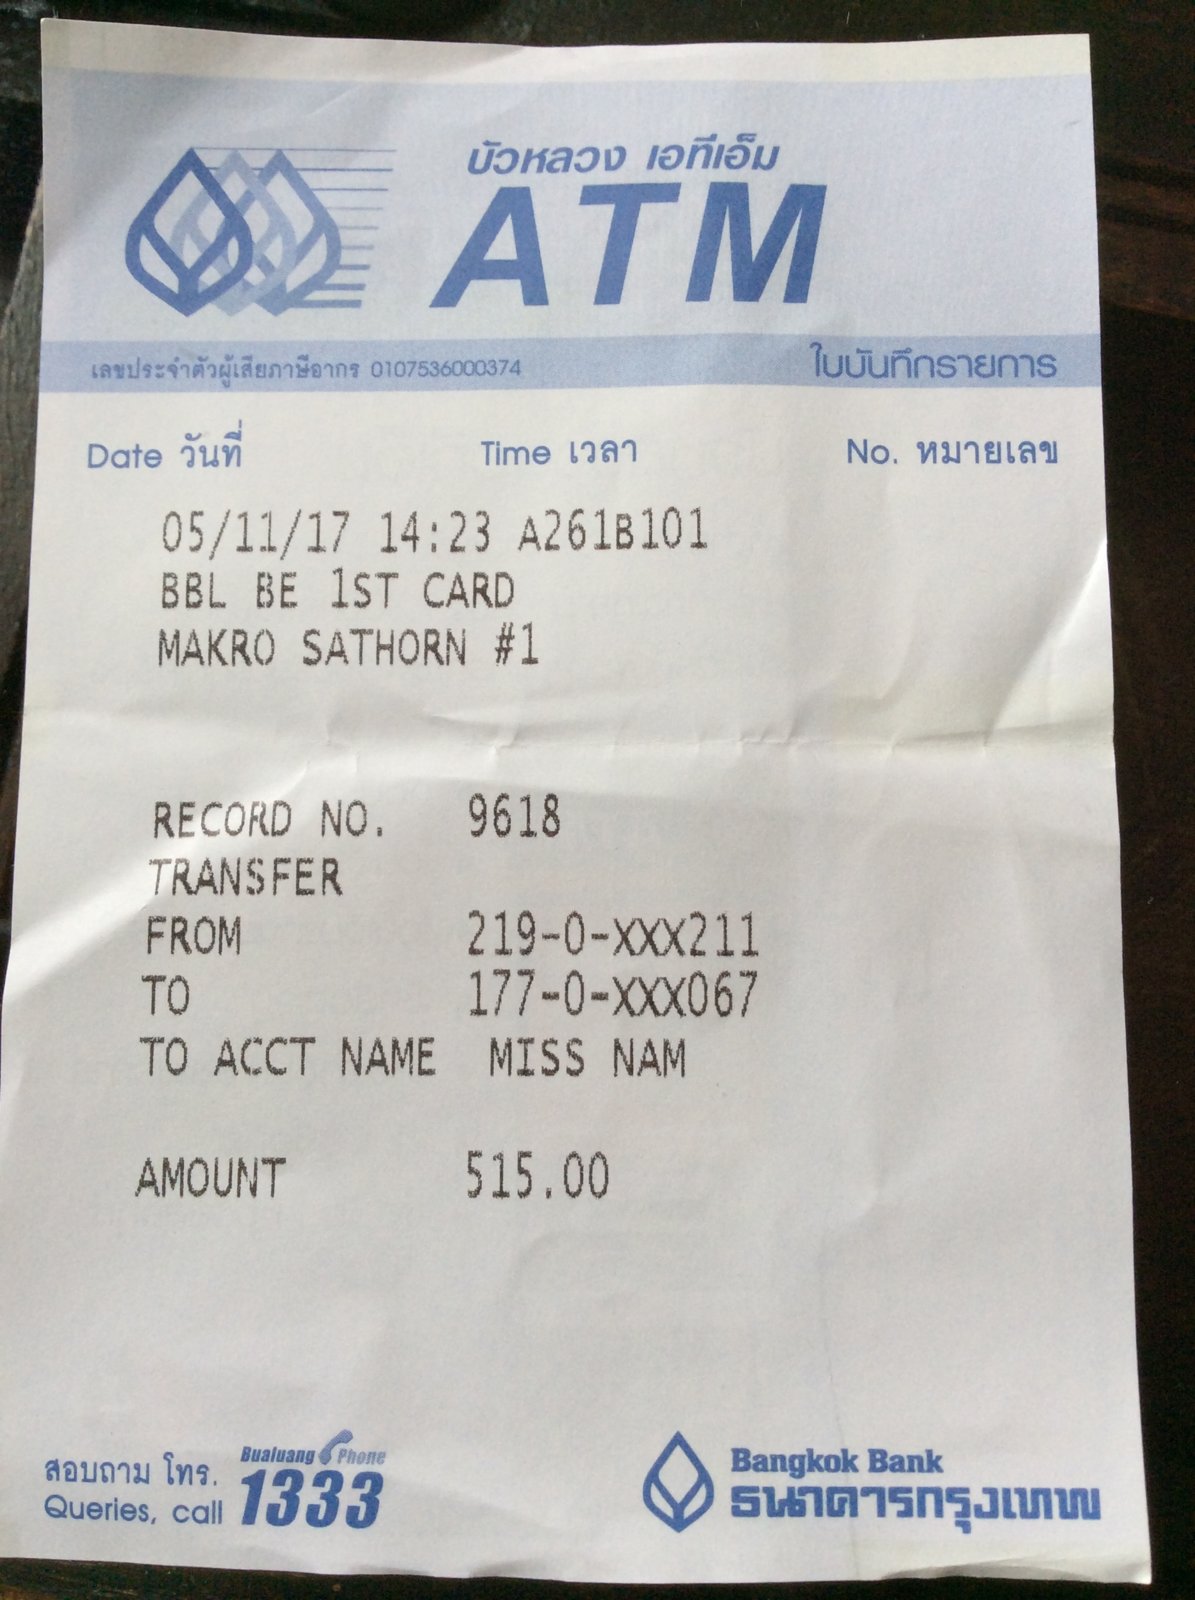 บัวหลวง เอทีเอ็ม
ATM
เลขประจำตัวผู้เสียภาษีอากร 0107536000374 ใบบันทึกรายการ
Date วันที่ Time เวลา No. หมายเลข
05/11/17 14:23 A261B101
BBL BE 1ST CARD
MAKRO SATHORN #1
RECORD NO. 9618
TRANSFER
FROM 219-0-XXX211
TO 177-0-XXX067
TO ACCT NAME MISS NAM
AMOUNT 515.00
สอบถาม โทร. Bualuang Phone
Queries, call 1333
Bangkok Bank
ธนาคารกรุงเทพ